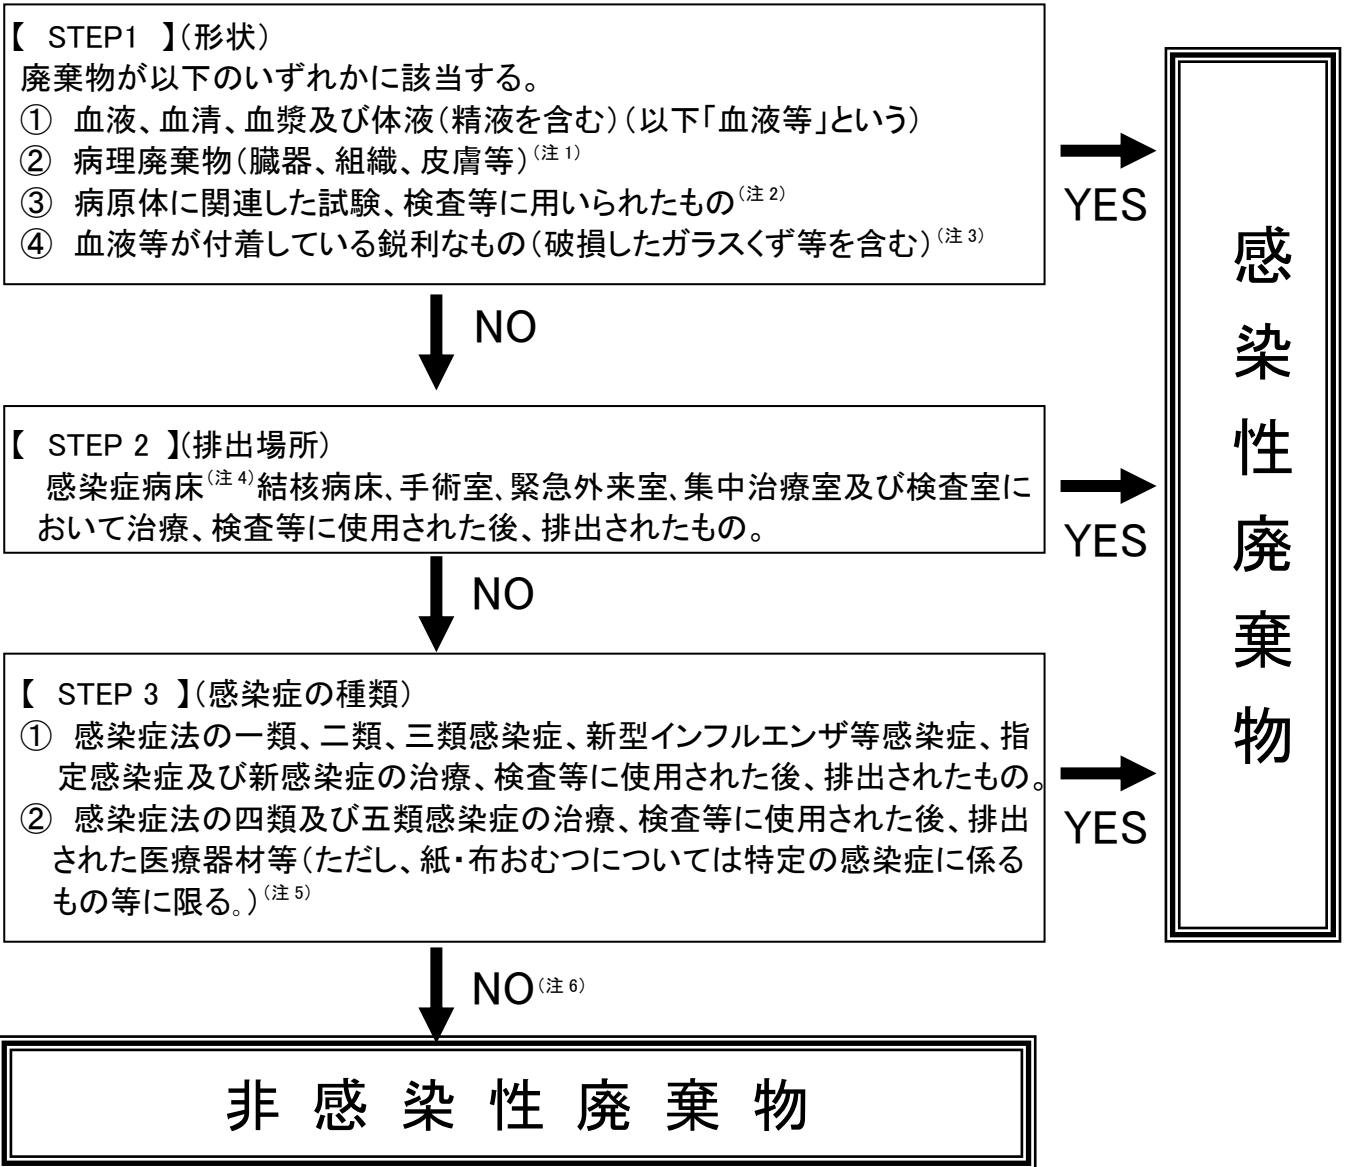 【 STEP1 】(形状)
廃棄物が以下のいずれかに該当する。
① 血液、血清、血漿及び体液(精液を含む)(以下「血液等」という)
② 病理廃棄物(臓器、組織、皮膚等)(注1)
③ 病原体に関連した試験、検査等に用いられたもの(注2)
④ 血液等が付着している鋭利なもの(破損したガラスくず等を含む)(注3)
YES
NO
【 STEP 2 】(排出場所)
感染症病床(注4)結核病床、手術室、緊急外来室、集中治療室及び検査室に
おいて治療、検査等に使用された後、排出されたもの。
YES
NO
【 STEP 3 】(感染症の種類)
① 感染症法の一類、二類、三類感染症、新型インフルエンザ等感染症、指
定感染症及び新感染症の治療、検査等に使用された後、排出されたもの。
② 感染症法の四類及び五類感染症の治療、検査等に使用された後、排出
された医療器材等(ただし、紙・布おむつについては特定の感染症に係る
もの等に限る。)(注5)
YES
NO(注6)
感染性廃棄物
非感染性廃棄物